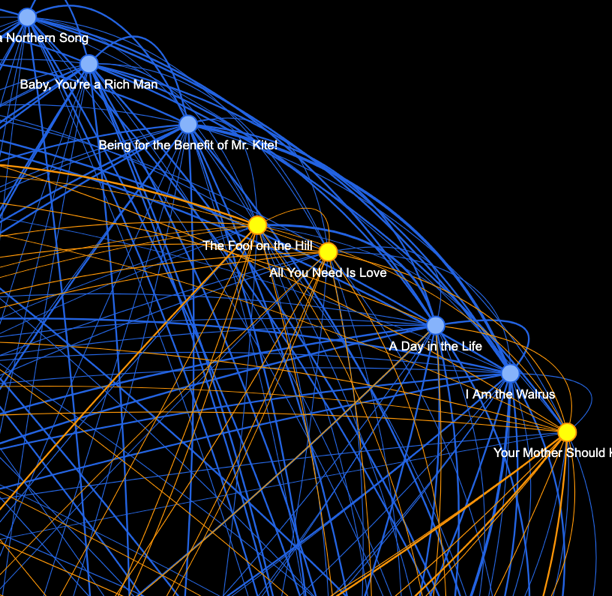 a Northern Song
Baby, You're a Rich Man
Being for the Benefit of Mr. Kite!
The Fool on the Hill
All You Need Is Love
A Day in the Life
I Am the Walrus
Your Mother Should